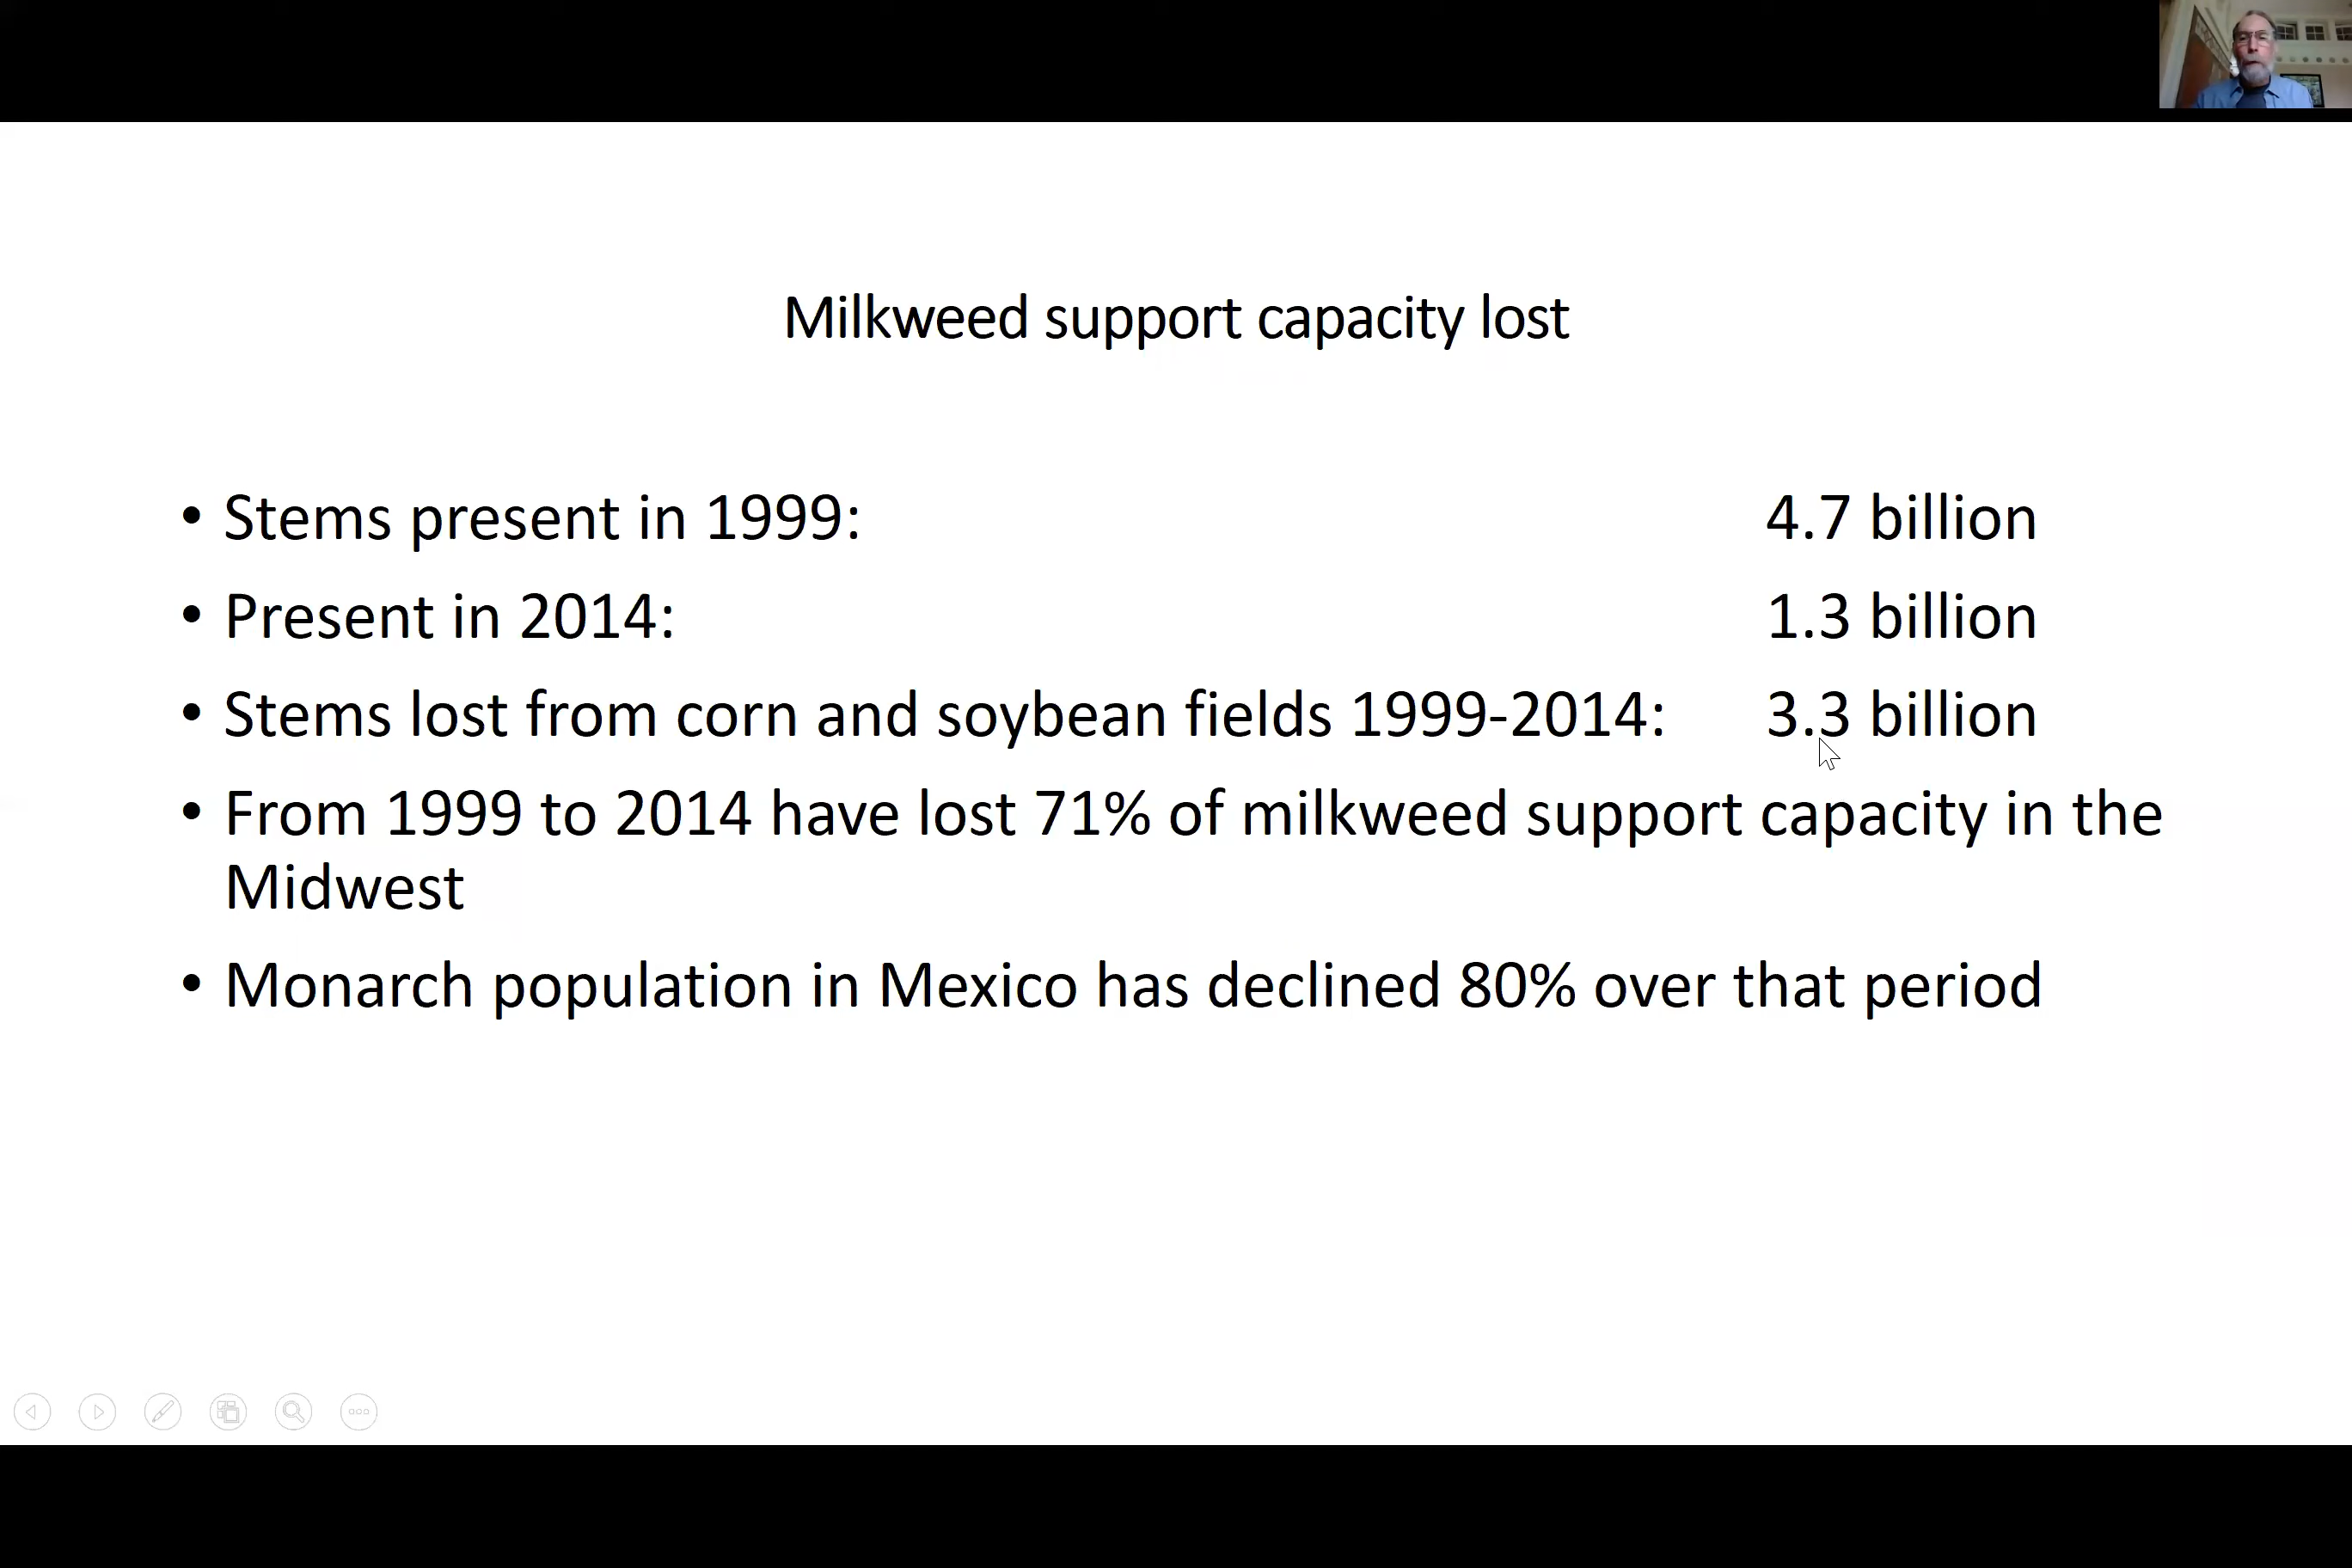 Milkweed support capacity lost
• Stems present in 1999: 4.7 billion
• Present in 2014: 1.3 billion
• Stems lost from corn and soybean fields 1999-2014: 3.3 billion
• From 1999 to 2014 have lost 71% of milkweed support capacity in the
Midwest
• Monarch population in Mexico has declined 80% over that period